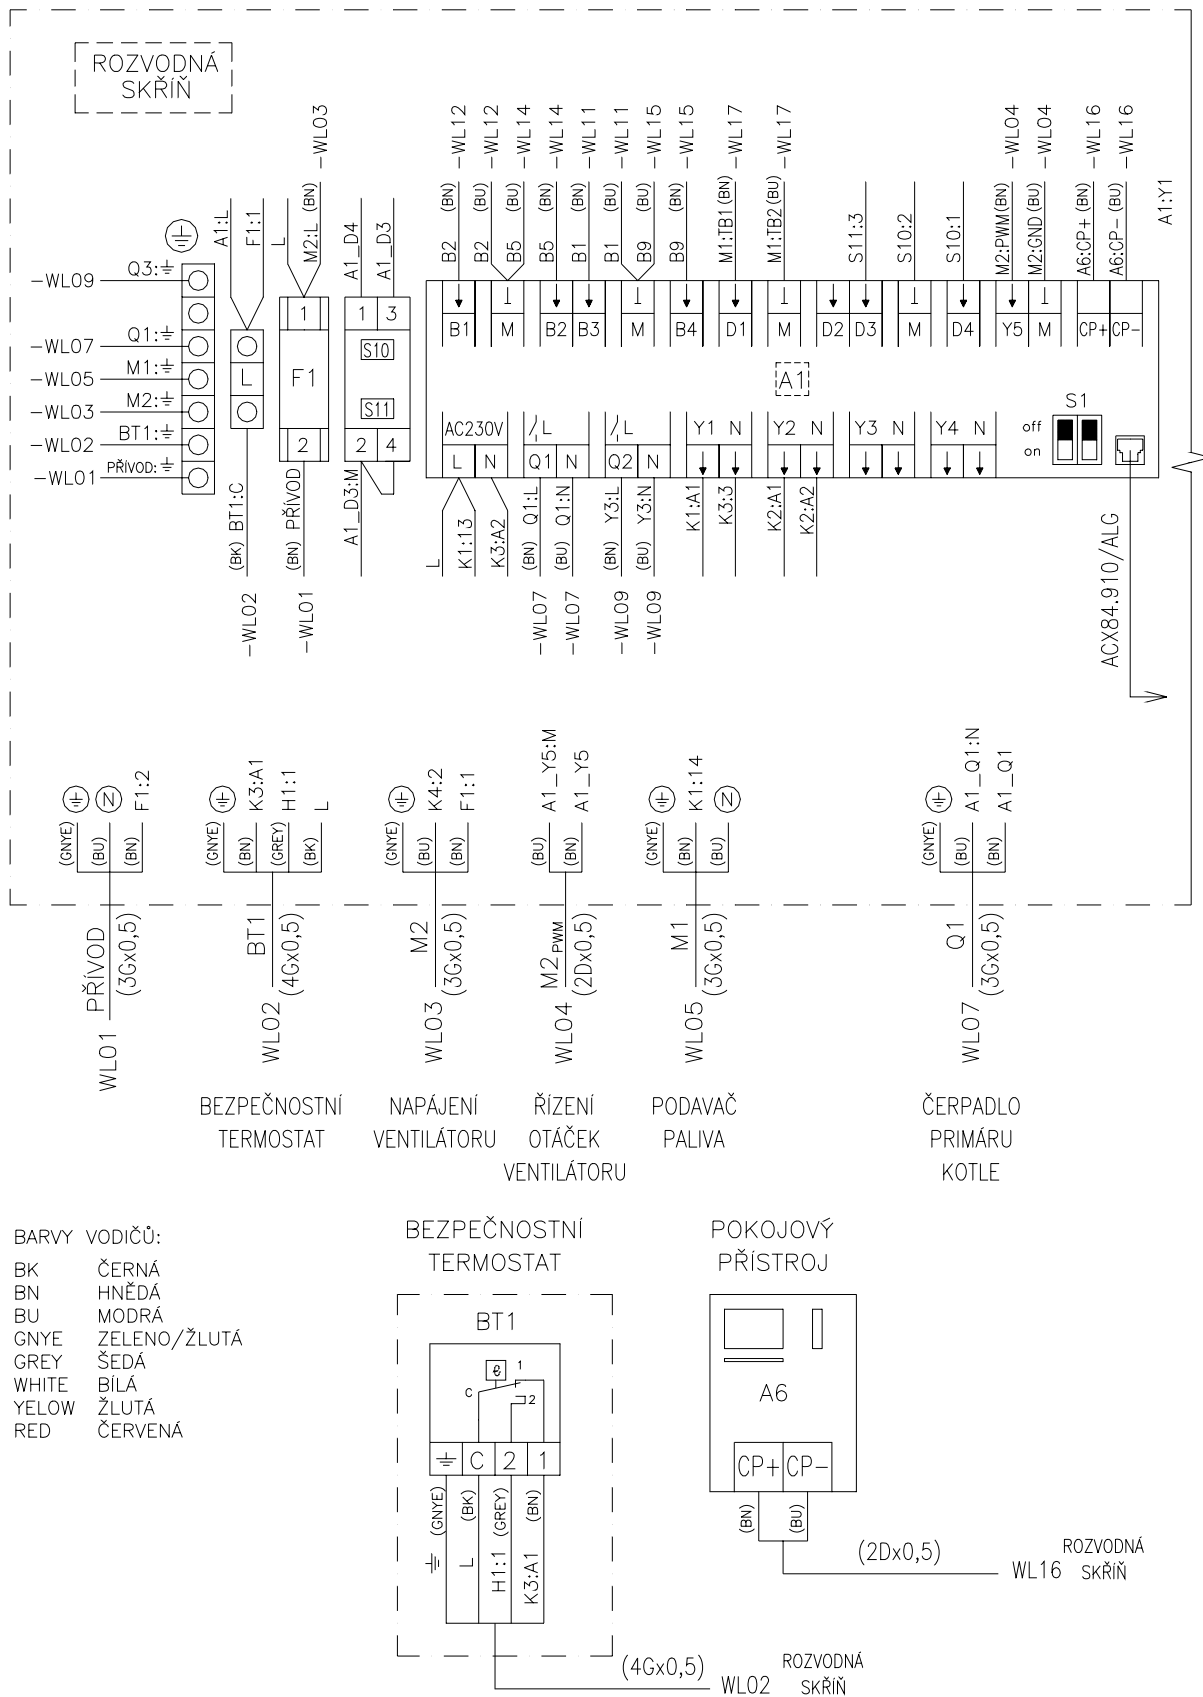 ROZVODNÁ
SKŘÍŇ
A1:L
F1:1
L
M2:L (BN) -WL03
A1_D4
A1_D3
B2 (BN) -WL12
B2 (BU) -WL12
B5 (BU) -WL14
B5 (BN) -WL14
B1 (BN) -WL11
B1 (BU) -WL11
B9 (BU) -WL15
B9 (BN) -WL15
M1:TB1 (BN) -WL17
M1:TB2 (BU) -WL17
S11:3
S10:2
S10:1
M2:PWM (BN) -WL04
M2:GND (BU) -WL04
A6:CP+ (BN) -WL16
A6:CP- (BU) -WL16
A1:Y1
-WL09 Q3:⏚
-WL07 Q1:⏚
-WL05 M1:⏚
-WL03 M2:⏚
-WL02 BT1:⏚
-WL01 PŘÍVOD:⏚
L
1
F1
2
1 3
S10
S11
2 4
B1 M B2 B3 M B4 D1 M D2 D3 M D4 Y5 M CP+ CP-
A1
S1
off
on
AC230V /L /L Y1 N Y2 N Y3 N Y4 N
L N Q1 N Q2 N
(BK) BT1:C
-WL02
(BN) PŘÍVOD
-WL01
A1_D3:M
L
K1:13
K3:A2
(BN) Q1:L
-WL07
(BU) Q1:N
-WL07
(BN) Y3:L
-WL09
(BU) Y3:N
-WL09
K1:A1
K3:3
K2:A1
K2:A2
ACX84.910/ALG
N F1:2
(GNYE) (BU) (BN)
PŘÍVOD
(3Gx0,5)
WL01
K3:A1 H1:1 L
(GNYE) (BN) (GREY) (BK)
BT1
(4Gx0,5)
WL02
K4:2 F1:1
(GNYE) (BU) (BN)
M2
(3Gx0,5)
WL03
A1_Y5:M A1_Y5
(BU) (BN)
M2 PWM
(2Dx0,5)
WL04
K1:14 N
(GNYE) (BN) (BU)
M1
(3Gx0,5)
WL05
A1_Q1:N A1_Q1
(GNYE) (BU) (BN)
Q1
(3Gx0,5)
WL07
BEZPEČNOSTNÍ
TERMOSTAT
NAPÁJENÍ
VENTILÁTORU
ŘÍZENÍ
OTÁČEK
VENTILÁTORU
PODAVAČ
PALIVA
ČERPADLO
PRIMÁRU
KOTLE
BARVY VODIČŮ:
BK ČERNÁ
BN HNĚDÁ
BU MODRÁ
GNYE ZELENO/ŽLUTÁ
GREY ŠEDÁ
WHITE BÍLÁ
YELOW ŽLUTÁ
RED ČERVENÁ
BEZPEČNOSTNÍ
TERMOSTAT
BT1
1
C
2
⏚ C 2 1
(GNYE) (BK) (GREY) (BN)
⏚ L H1:1 K3:A1
(4Gx0,5)
WL02
ROZVODNÁ
SKŘÍŇ
POKOJOVÝ
PŘÍSTROJ
A6
CP+ CP-
(BN) (BU)
(2Dx0,5)
WL16
ROZVODNÁ
SKŘÍŇ